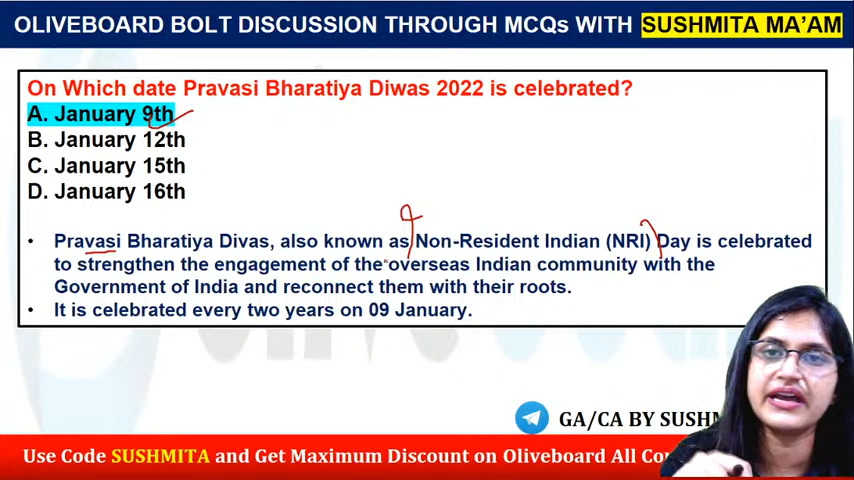 OLIVEBOARD BOLT DISCUSSION THROUGH MCQs WITH SUSHMITA MA’AM
On Which date Pravasi Bharatiya Diwas 2022 is celebrated?
A. January 9th
B. January 12th
C. January 15th
D. January 16th
• Pravasi Bharatiya Divas, also known as Non-Resident Indian (NRI) Day is celebrated
to strengthen the engagement of the overseas Indian community with the
Government of India and reconnect them with their roots.
• It is celebrated every two years on 09 January.
GA/CA BY
Use Code SUSHMITA and Get Maximum Discount on Oliveboard All